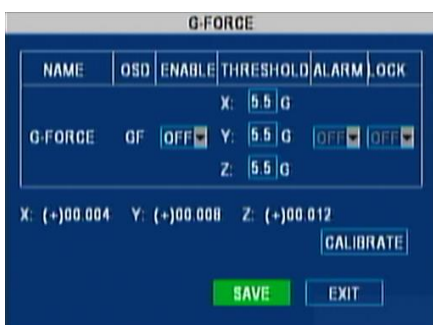 G-FORCE
NAME OSD ENABLE THRESHOLD ALARM LOCK
X: 5.5 G
G-FORCE GF OFF Y: 5.5 G OFF OFF
Z: 5.5 G
X: (+)00.004 Y: (+)00.008 Z: (+)00.012
CALIBRATE
SAVE EXIT